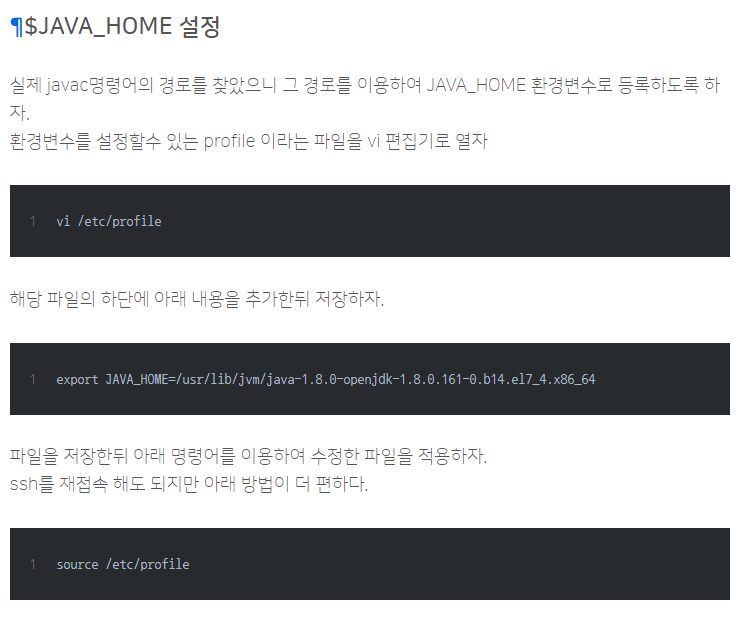 ¶$JAVA_HOME 설정
실제 javac명령어의 경로를 찾았으니 그 경로를 이용하여 JAVA_HOME 환경변수로 등록하도록 하
자.
환경변수를 설정할수 있는 profile 이라는 파일을 vi 편집기로 열자
1 vi /etc/profile
해당 파일의 하단에 아래 내용을 추가한뒤 저장하자.
1 export JAVA_HOME=/usr/lib/jvm/java-1.8.0-openjdk-1.8.0.161-0.b14.el7_4.x86_64
파일을 저장한뒤 아래 명령어를 이용하여 수정한 파일을 적용하자.
ssh를 재접속 해도 되지만 아래 방법이 더 편하다.
1 source /etc/profile